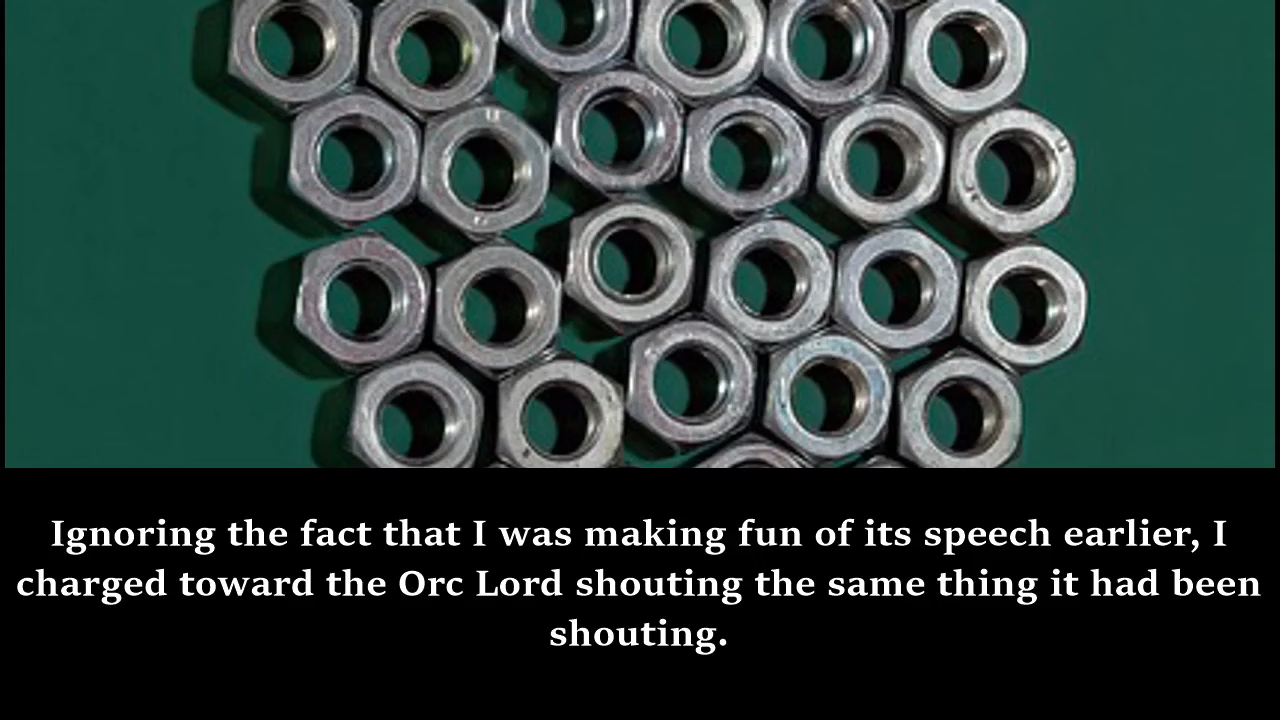 Ignoring the fact that I was making fun of its speech earlier, I
charged toward the Orc Lord shouting the same thing it had been
shouting.